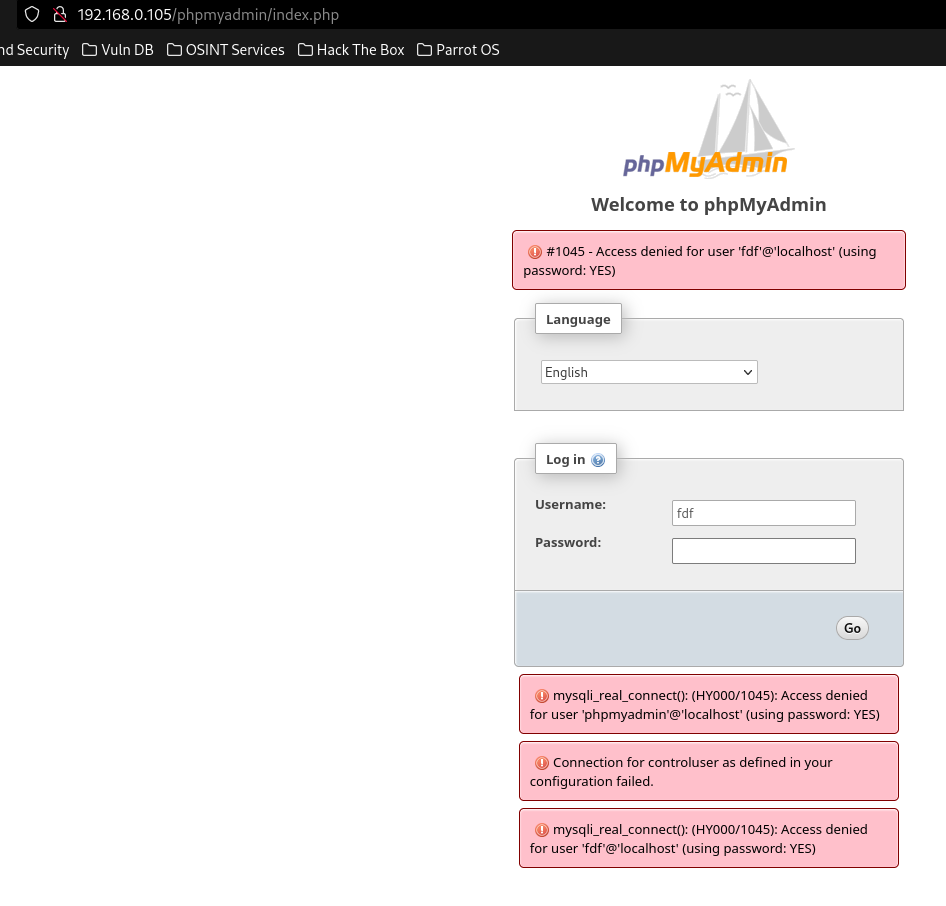 192.168.0.105/phpmyadmin/index.php
nd Security Vuln DB OSINT Services Hack The Box Parrot OS
phpMyAdmin
Welcome to phpMyAdmin
#1045 - Access denied for user 'fdf'@'localhost' (using
password: YES)
Language
English
Log in
Username:
fdf
Password:
Go
mysqli_real_connect(): (HY000/1045): Access denied
for user 'phpmyadmin'@'localhost' (using password: YES)
Connection for controluser as defined in your
configuration failed.
mysqli_real_connect(): (HY000/1045): Access denied
for user 'fdf'@'localhost' (using password: YES)